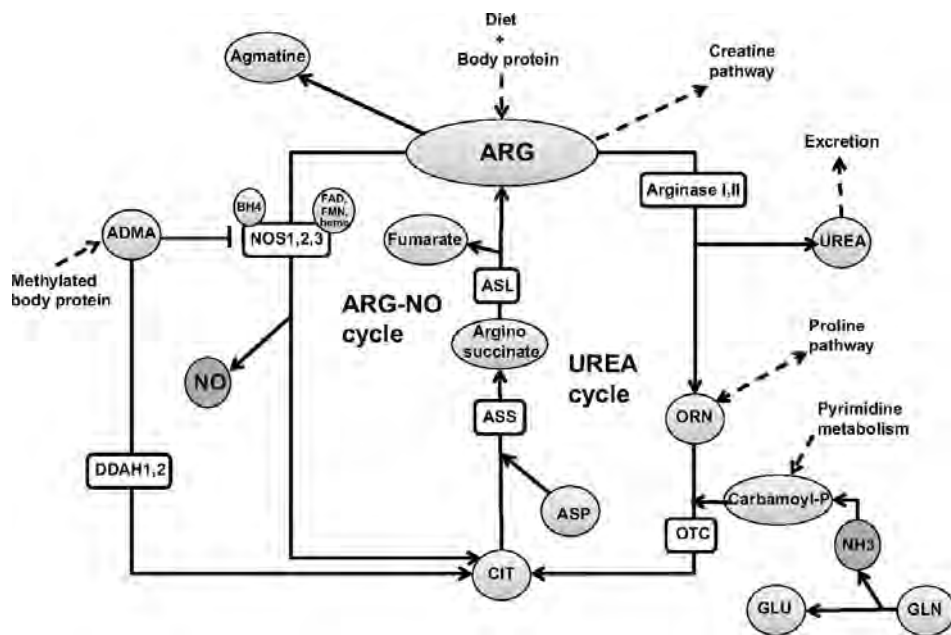 Diet
+
Body protein
Creatine
pathway
Agmatine
ARG
Excretion
Arginase I,II
BH4
FAD,
FMN,
heme
ADMA
NOS1,2,3
Fumarate
UREA
Methylated
body protein
ASL
ARG-NO
cycle
Argino
succinate
Proline
pathway
UREA
cycle
NO
ASS
ORN
Pyrimidine
metabolism
DDAH1,2
ASP
Carbamoyl-P
OTC
NH3
CIT
GLU
GLN